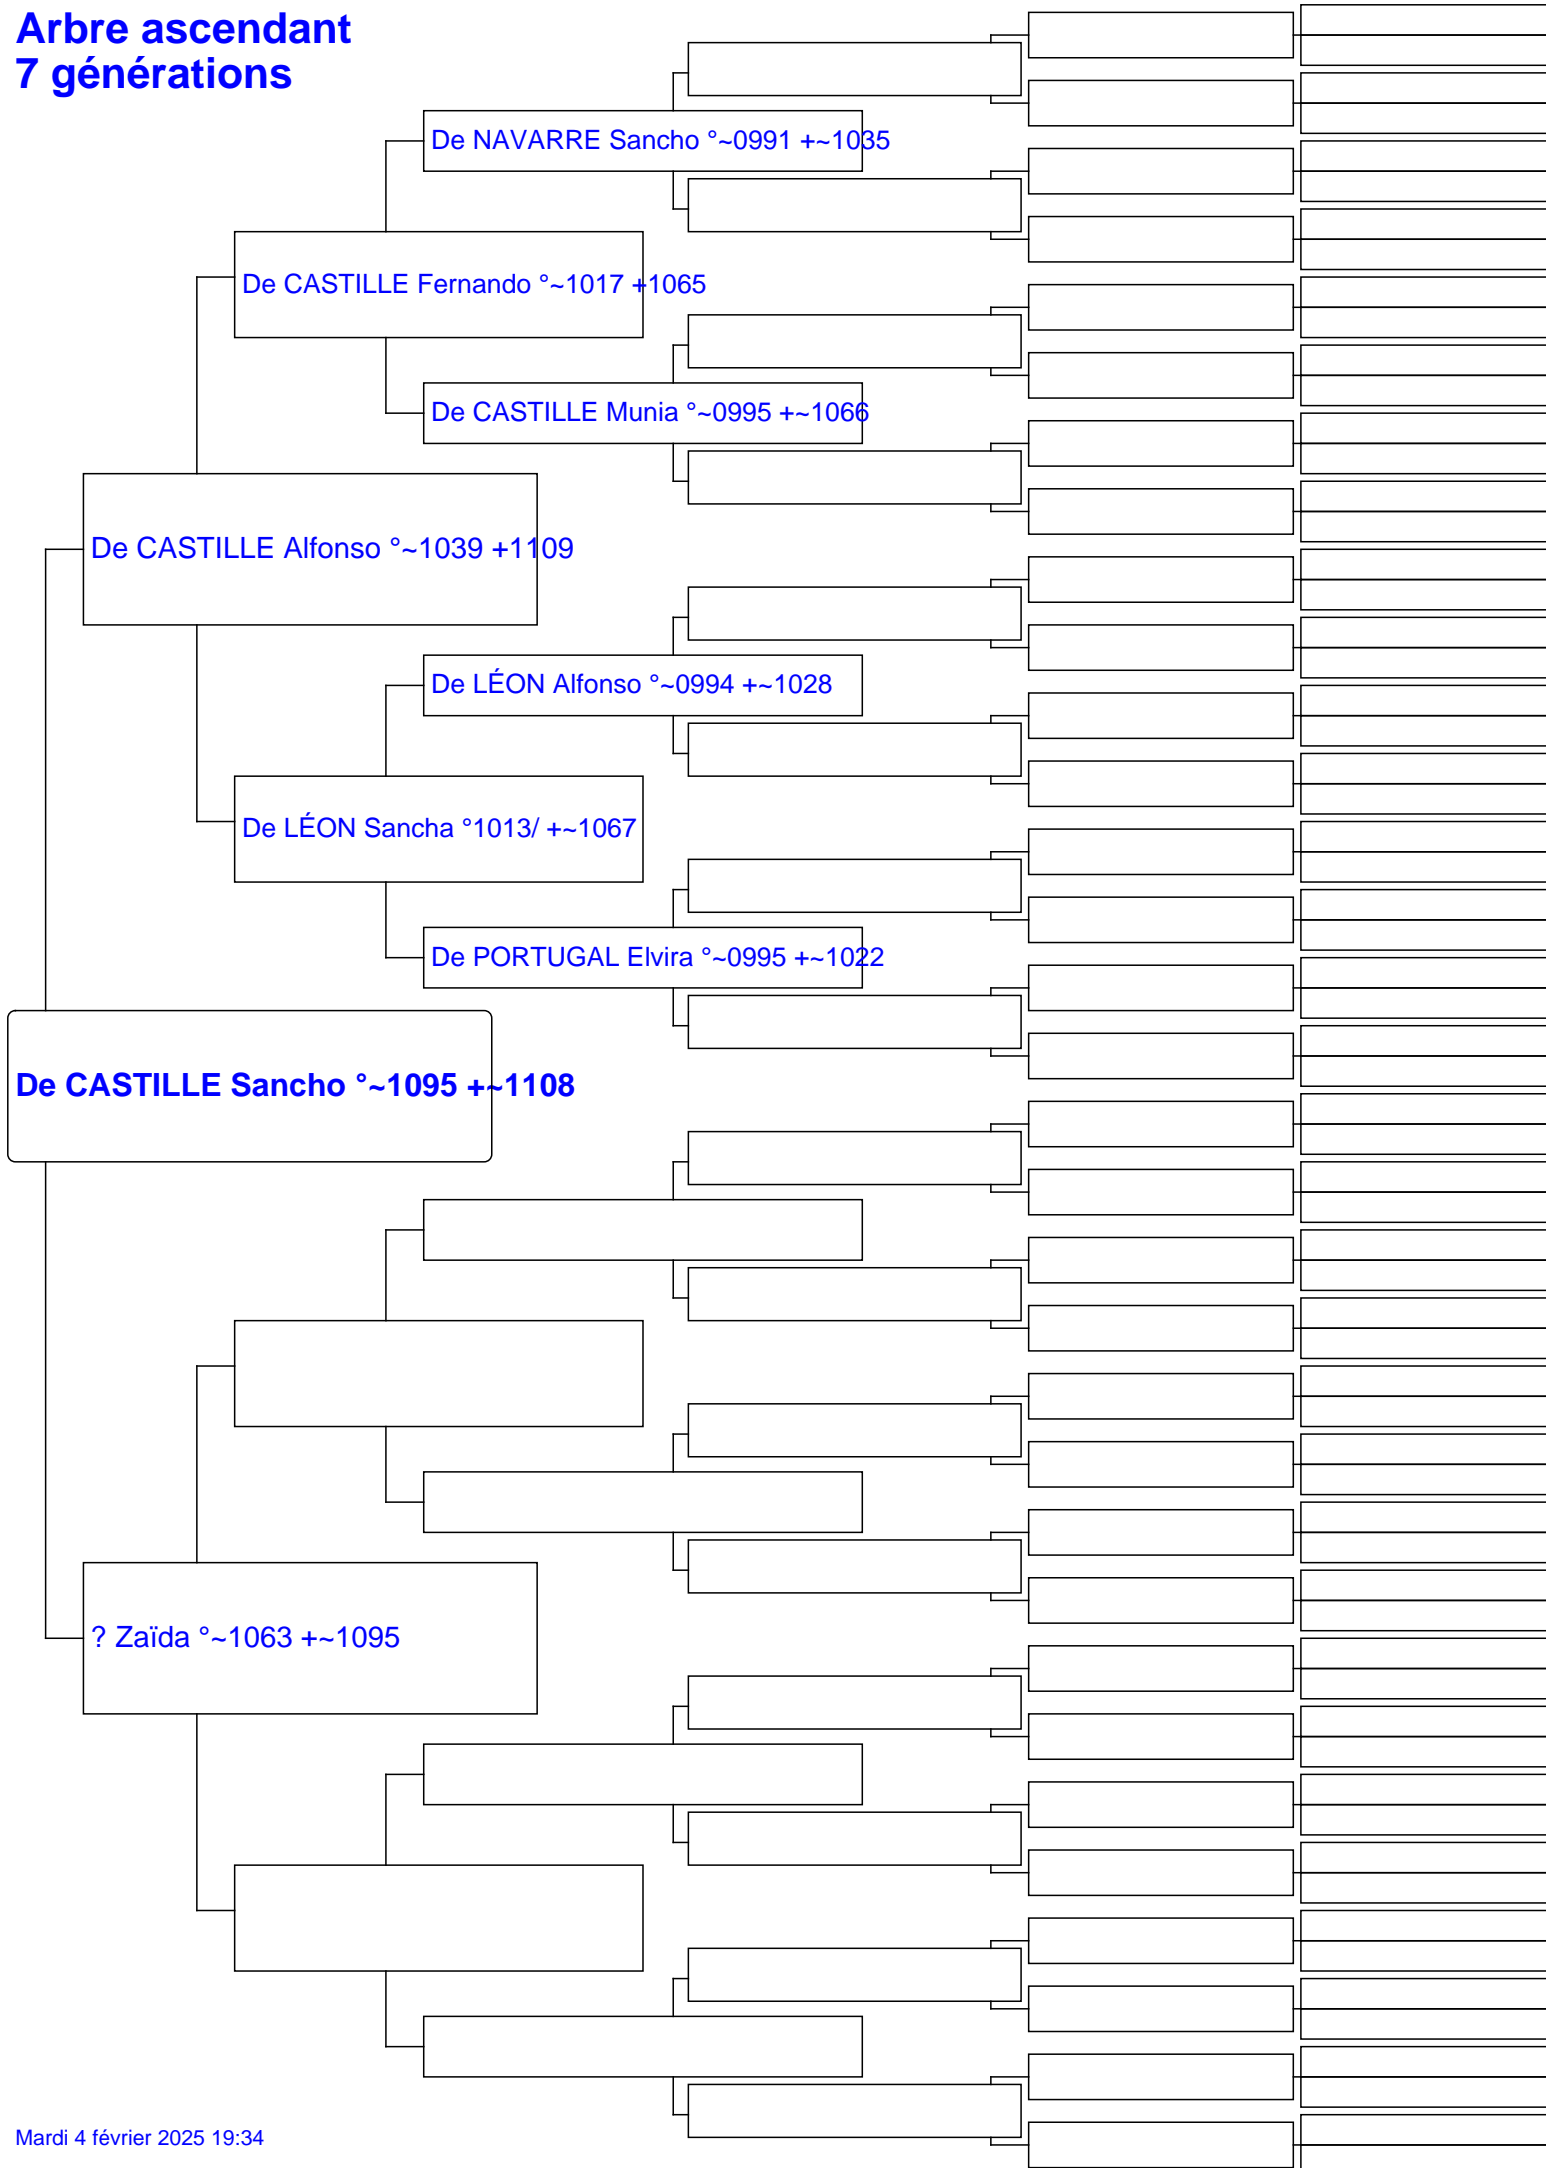 Arbre ascendant
7 générations
De NAVARRE Sancho °~0991 +~1035
De CASTILLE Fernando °~1017 +1065
De CASTILLE Munia °~0995 +~1066
De CASTILLE Alfonso °~1039 +1109
De LÉON Alfonso °~0994 +~1028
De LÉON Sancha °1013/ +~1067
De PORTUGAL Elvira °~0995 +~1022
De CASTILLE Sancho °~1095 +~1108
? Zaïda °~1063 +~1095
Mardi 4 février 2025 19:34